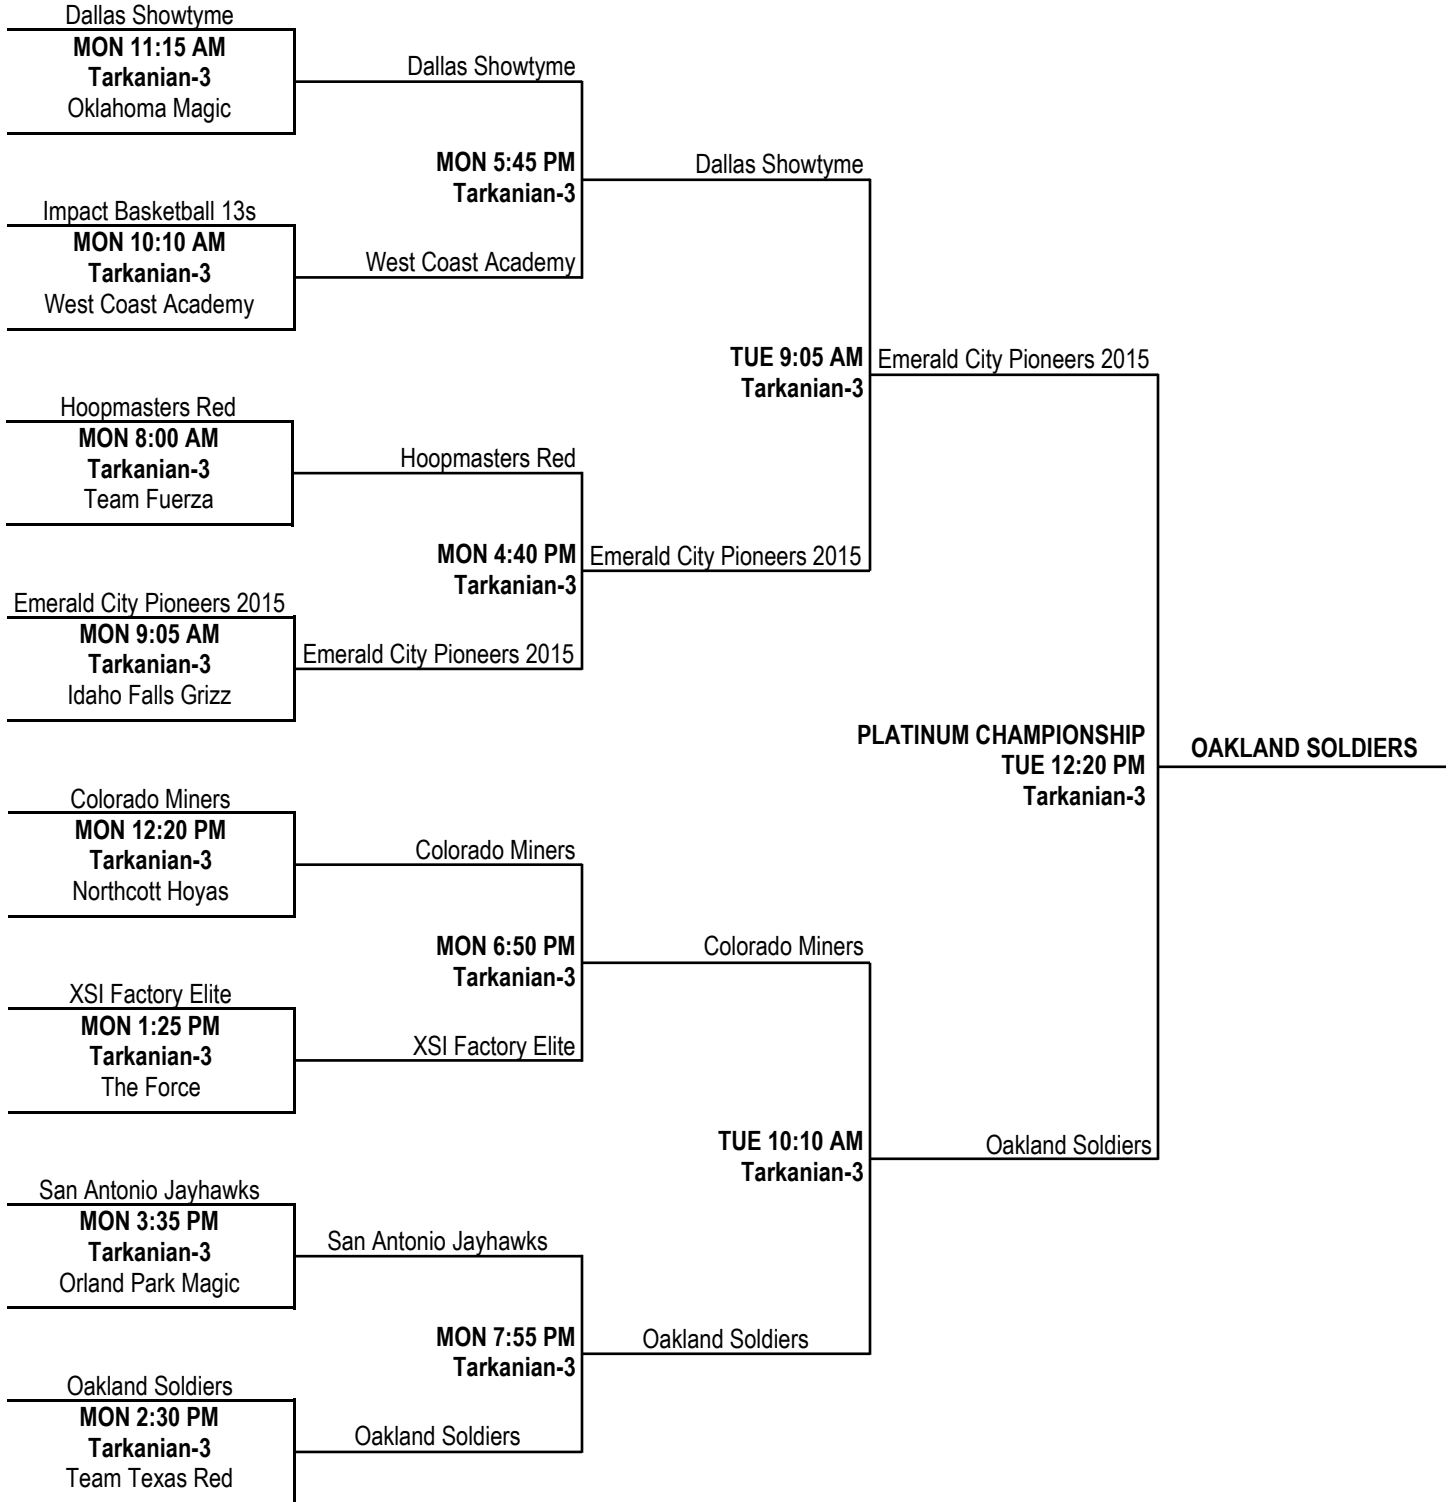 Dallas Showtyme
MON 11:15 AM
Tarkanian-3
Oklahoma Magic
Impact Basketball 13s
MON 10:10 AM
Tarkanian-3
West Coast Academy
Hoopmasters Red
MON 8:00 AM
Tarkanian-3
Team Fuerza
Emerald City Pioneers 2015
MON 9:05 AM
Tarkanian-3
Idaho Falls Grizz
Colorado Miners
MON 12:20 PM
Tarkanian-3
Northcott Hoyas
XSI Factory Elite
MON 1:25 PM
Tarkanian-3
The Force
San Antonio Jayhawks
MON 3:35 PM
Tarkanian-3
Orland Park Magic
Oakland Soldiers
MON 2:30 PM
Tarkanian-3
Team Texas Red
Dallas Showtyme
MON 5:45 PM
Tarkanian-3
West Coast Academy
Hoopmasters Red
MON 4:40 PM
Tarkanian-3
Emerald City Pioneers 2015
Colorado Miners
MON 6:50 PM
Tarkanian-3
XSI Factory Elite
San Antonio Jayhawks
MON 7:55 PM
Tarkanian-3
Oakland Soldiers
Dallas Showtyme
TUE 9:05 AM
Tarkanian-3
Emerald City Pioneers 2015
Colorado Miners
TUE 10:10 AM
Tarkanian-3
Oakland Soldiers
Emerald City Pioneers 2015
PLATINUM CHAMPIONSHIP
TUE 12:20 PM
Tarkanian-3
Oakland Soldiers
OAKLAND SOLDIERS